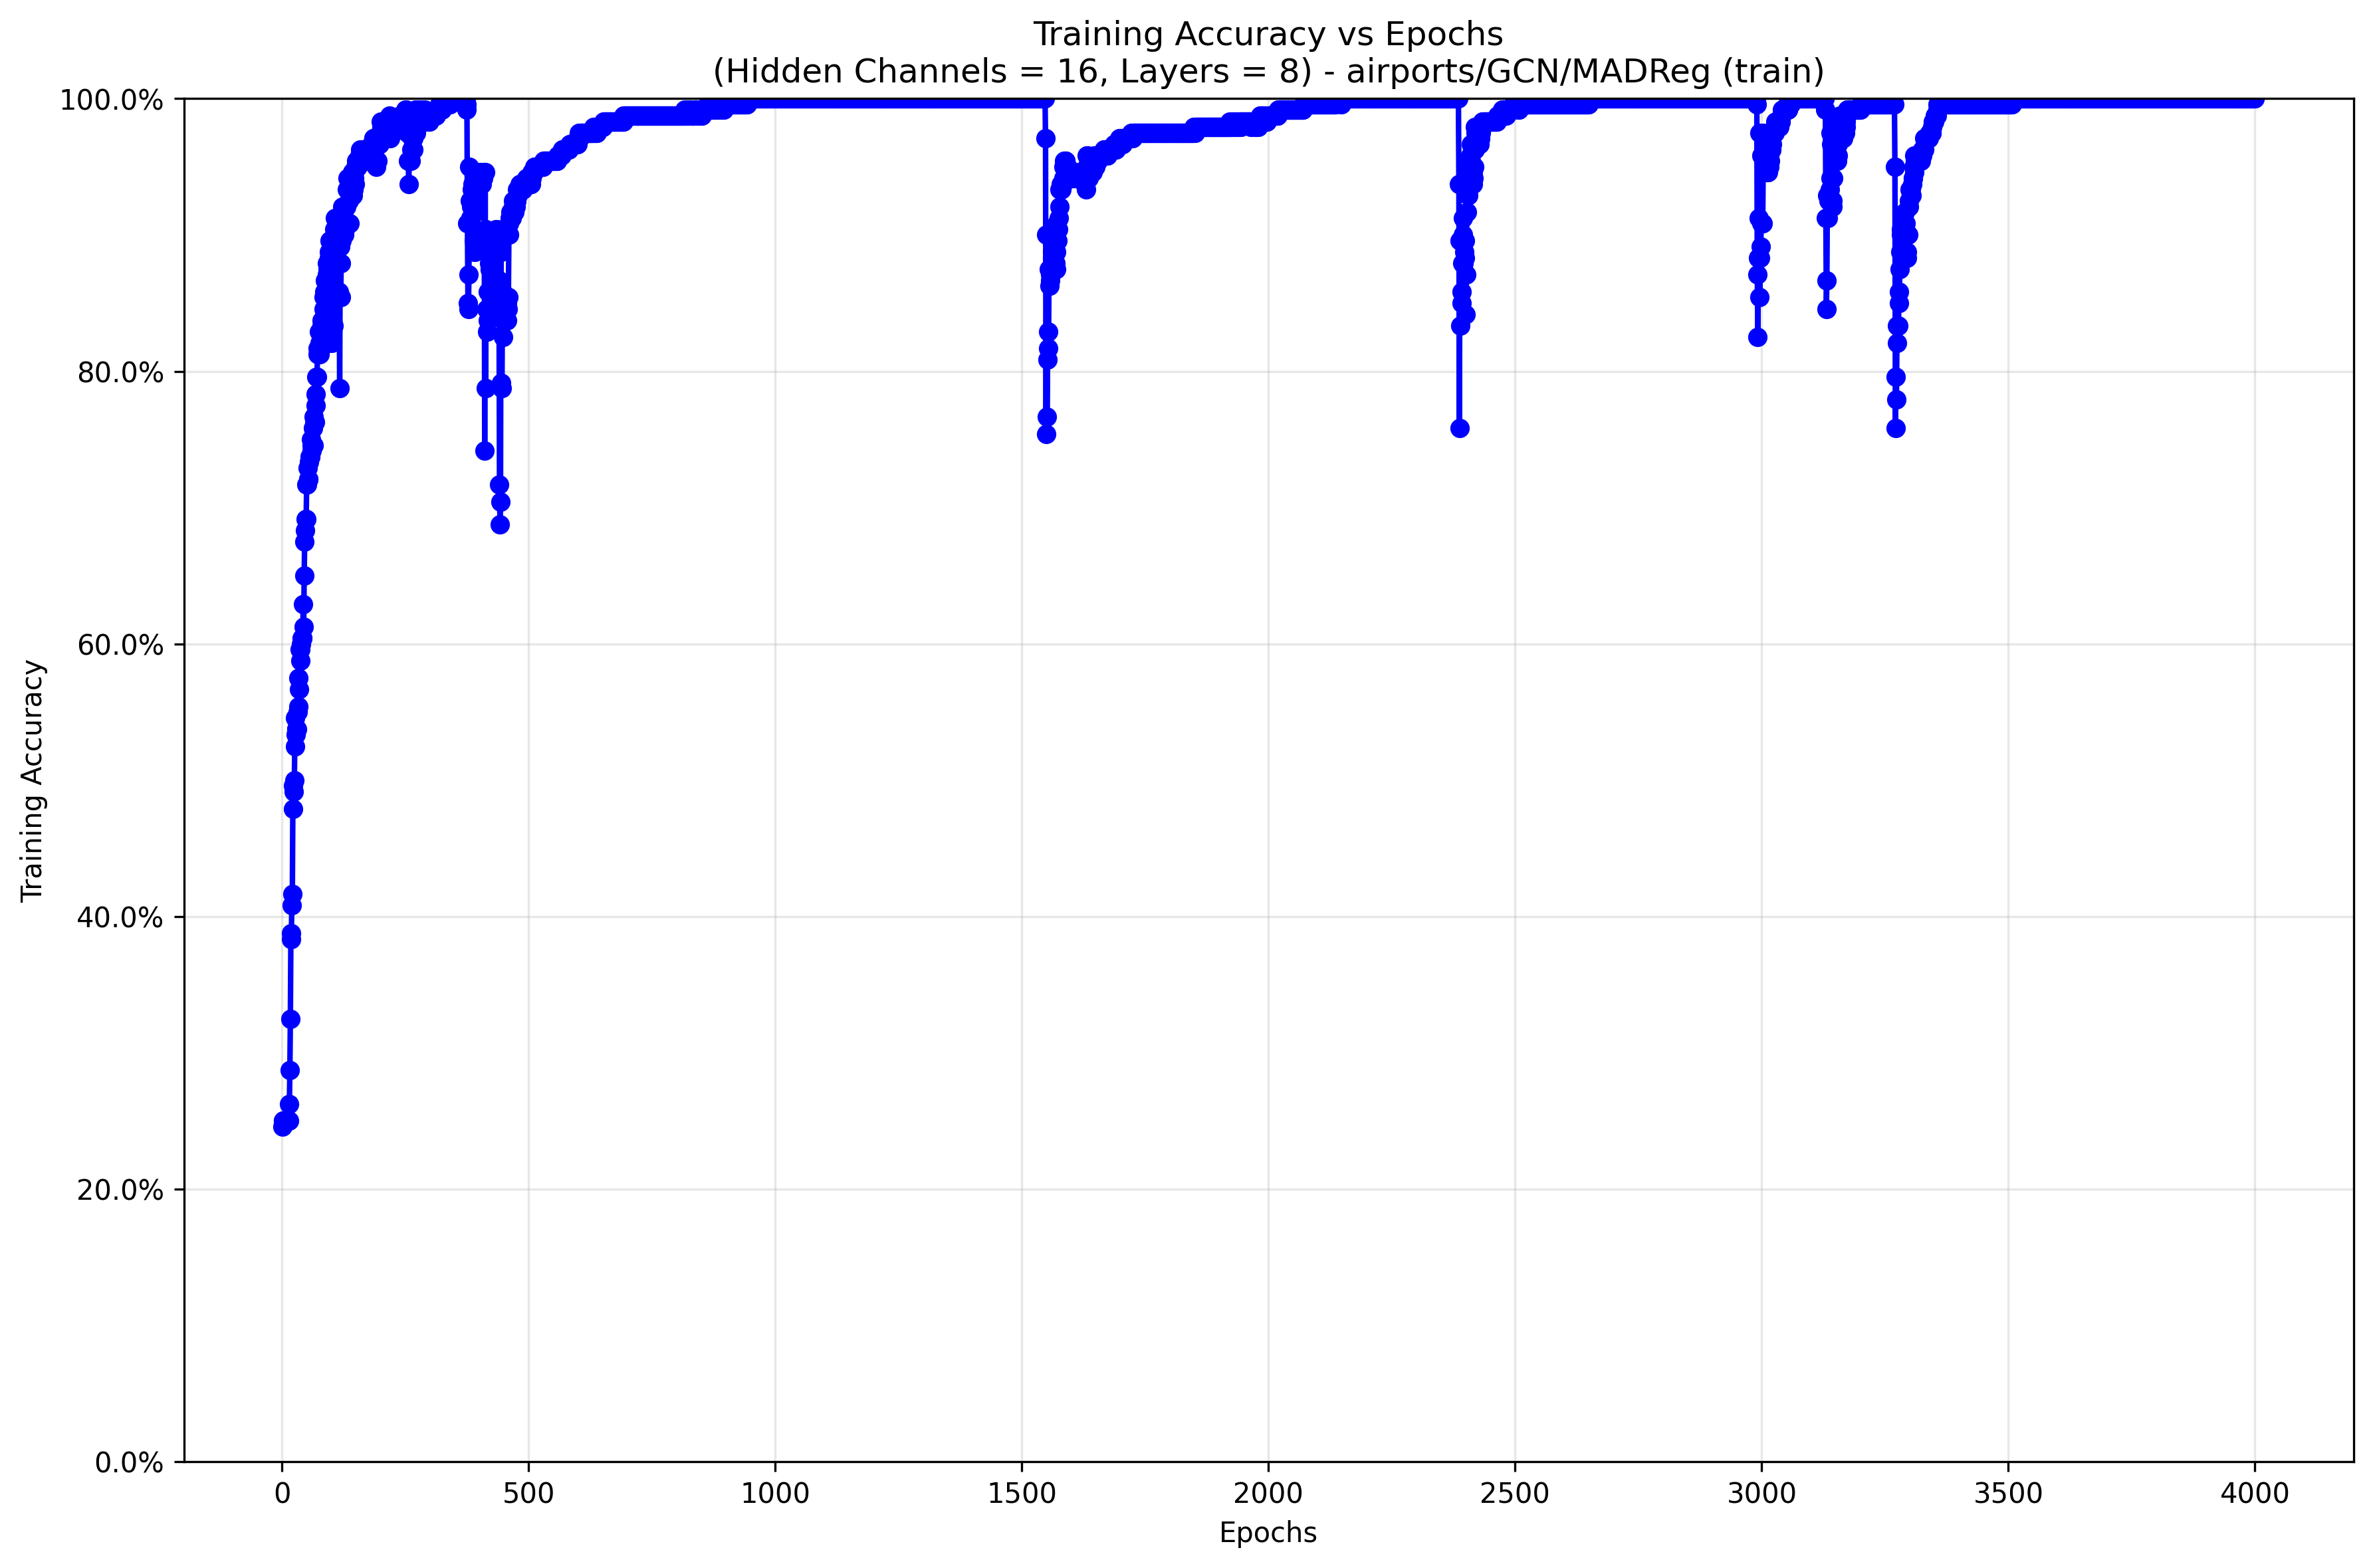 Training Accuracy vs Epochs
(Hidden Channels = 16, Layers = 8) - airports/GCN/MADReg (train)
100.0%
80.0%
60.0%
40.0%
20.0%
0.0%
Training Accuracy
0 500 1000 1500 2000 2500 3000 3500 4000
Epochs